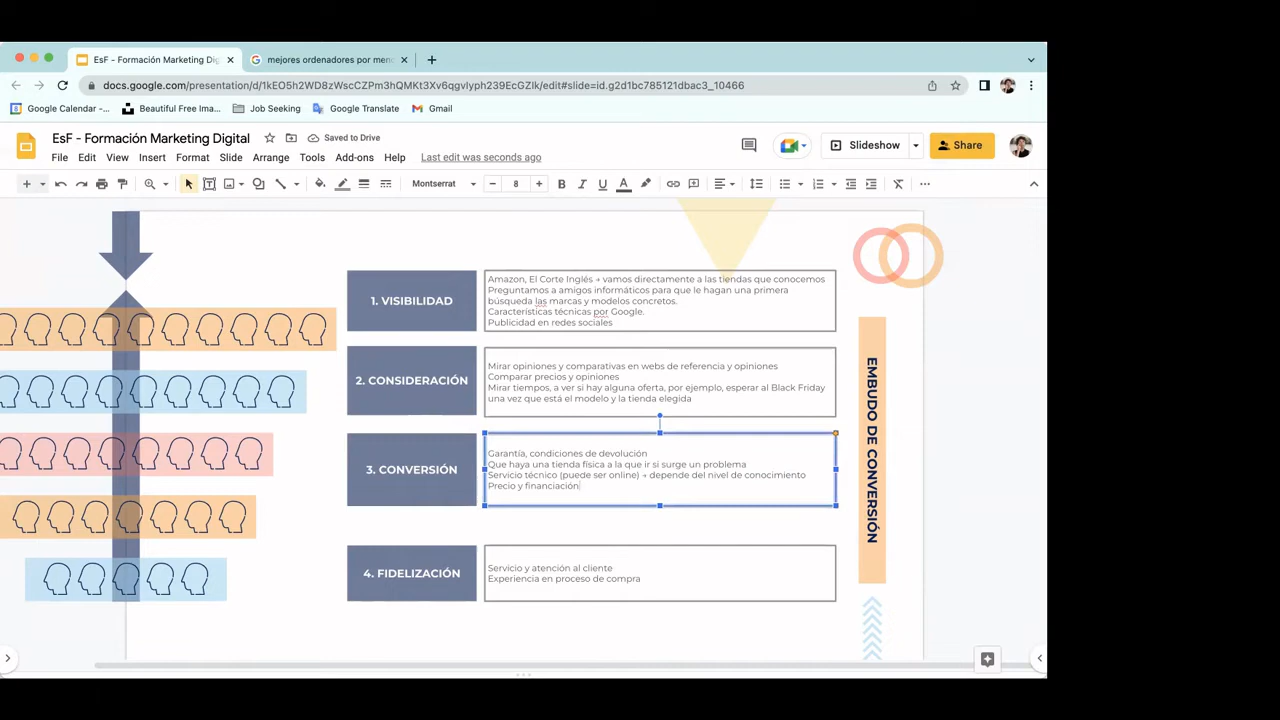 EsF - Formación Marketing Dig
mejores ordenadores por men
docs.google.com/presentation/d/1kEO5h2WD8zWscCZPm3hQMKt3Xv6qgvIyph239EcGZIk/edit#slide=id.g2d1bc785121dbac3_10466
Google Calendar -...
Beautiful Free Ima...
Job Seeking
Google Translate
Gmail
EsF - Formación Marketing Digital
Saved to Drive
File Edit View Insert Format Slide Arrange Tools Add-ons Help Last edit was seconds ago
Slideshow
Share
Montserrat
8
1. VISIBILIDAD
Amazon, El Corte Inglés → vamos directamente a las tiendas que conocemos
Preguntamos a amigos informáticos para que le hagan una primera
búsqueda las marcas y modelos concretos.
Características técnicas por Google.
Publicidad en redes sociales
2. CONSIDERACIÓN
Mirar opiniones y comparativas en webs de referencia y opiniones
Comparar precios y opiniones
Mirar tiempos, a ver si hay alguna oferta, por ejemplo, esperar al Black Friday
una vez que está el modelo y la tienda elegida
3. CONVERSIÓN
Garantía, condiciones de devolución
Que haya una tienda física a la que ir si surge un problema
Servicio técnico (puede ser online) → depende del nivel de conocimiento
Precio y financiación
4. FIDELIZACIÓN
Servicio y atención al cliente
Experiencia en proceso de compra
EMBUDO DE CONVERSIÓN